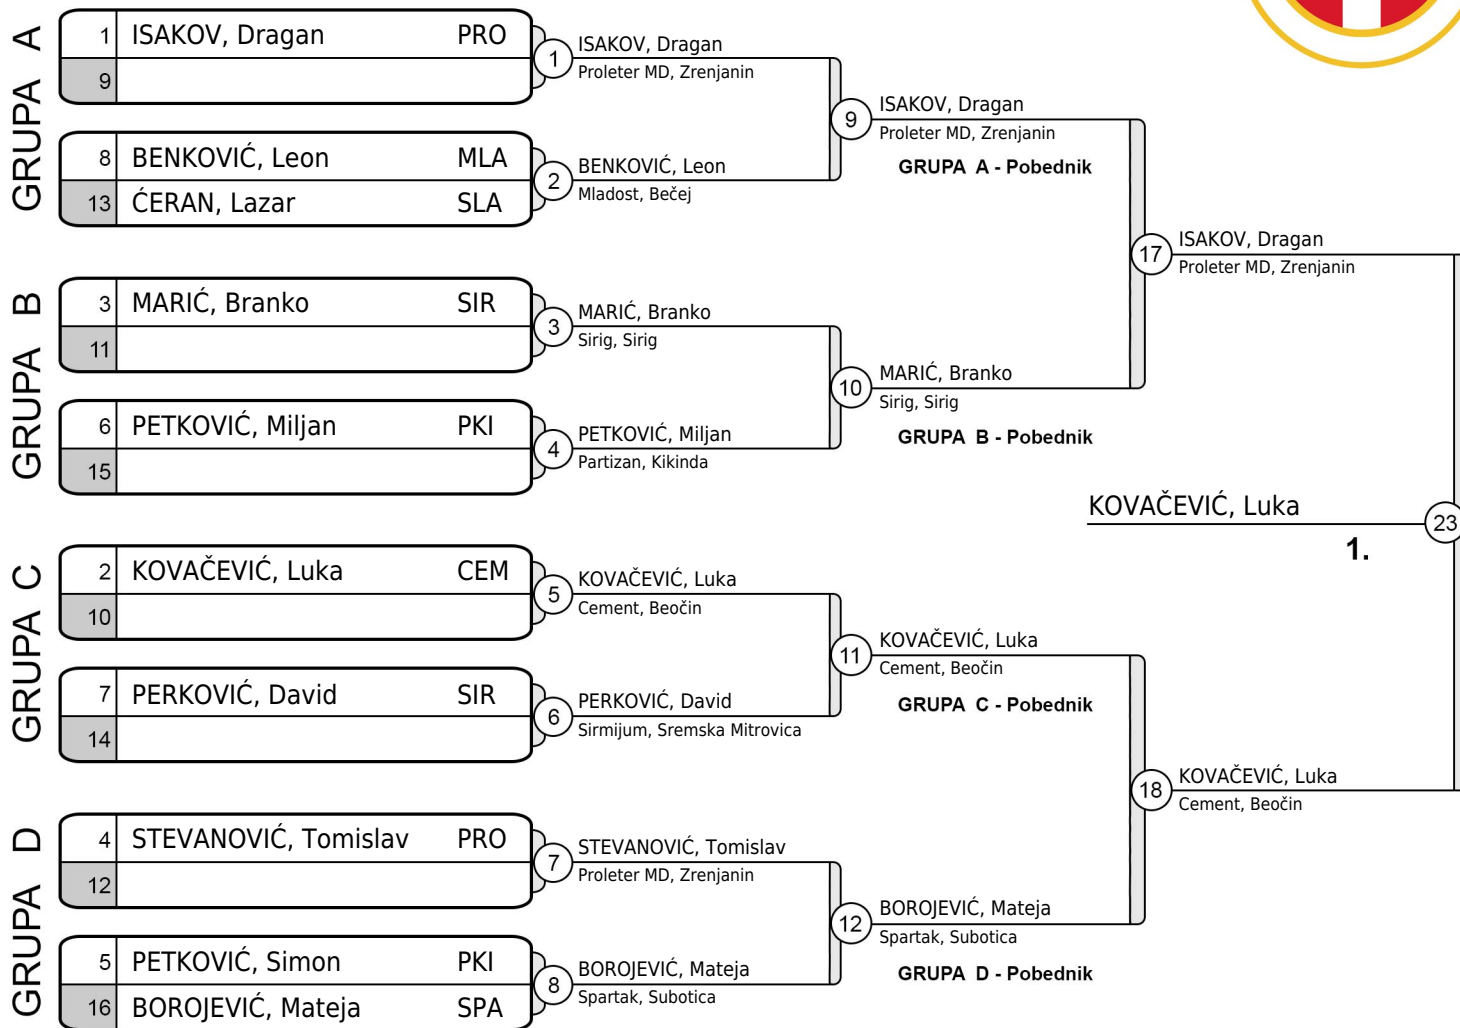 GRUPA A
1 ISAKOV, Dragan PRO
9
8 BENKOVIĆ, Leon MLA
13 ĆERAN, Lazar SLA
GRUPA B
3 MARIĆ, Branko SIR
11
6 PETKOVIĆ, Miljan PKI
15
GRUPA C
2 KOVAČEVIĆ, Luka CEM
10
7 PERKOVIĆ, David SIR
14
GRUPA D
4 STEVANOVIĆ, Tomislav PRO
12
5 PETKOVIĆ, Simon PKI
16 BOROJEVIĆ, Mateja SPA
1
ISAKOV, Dragan
Proleter MD, Zrenjanin
2
BENKOVIĆ, Leon
Mladost, Bečej
3
MARIĆ, Branko
Sirig, Sirig
4
PETKOVIĆ, Miljan
Partizan, Kikinda
5
KOVAČEVIĆ, Luka
Cement, Beočin
6
PERKOVIĆ, David
Sirmijum, Sremska Mitrovica
7
STEVANOVIĆ, Tomislav
Proleter MD, Zrenjanin
8
BOROJEVIĆ, Mateja
Spartak, Subotica
9
ISAKOV, Dragan
Proleter MD, Zrenjanin
GRUPA A - Pobednik
10
MARIĆ, Branko
Sirig, Sirig
GRUPA B - Pobednik
11
KOVAČEVIĆ, Luka
Cement, Beočin
GRUPA C - Pobednik
12
BOROJEVIĆ, Mateja
Spartak, Subotica
GRUPA D - Pobednik
17
ISAKOV, Dragan
Proleter MD, Zrenjanin
18
KOVAČEVIĆ, Luka
Cement, Beočin
KOVAČEVIĆ, Luka
23
1.